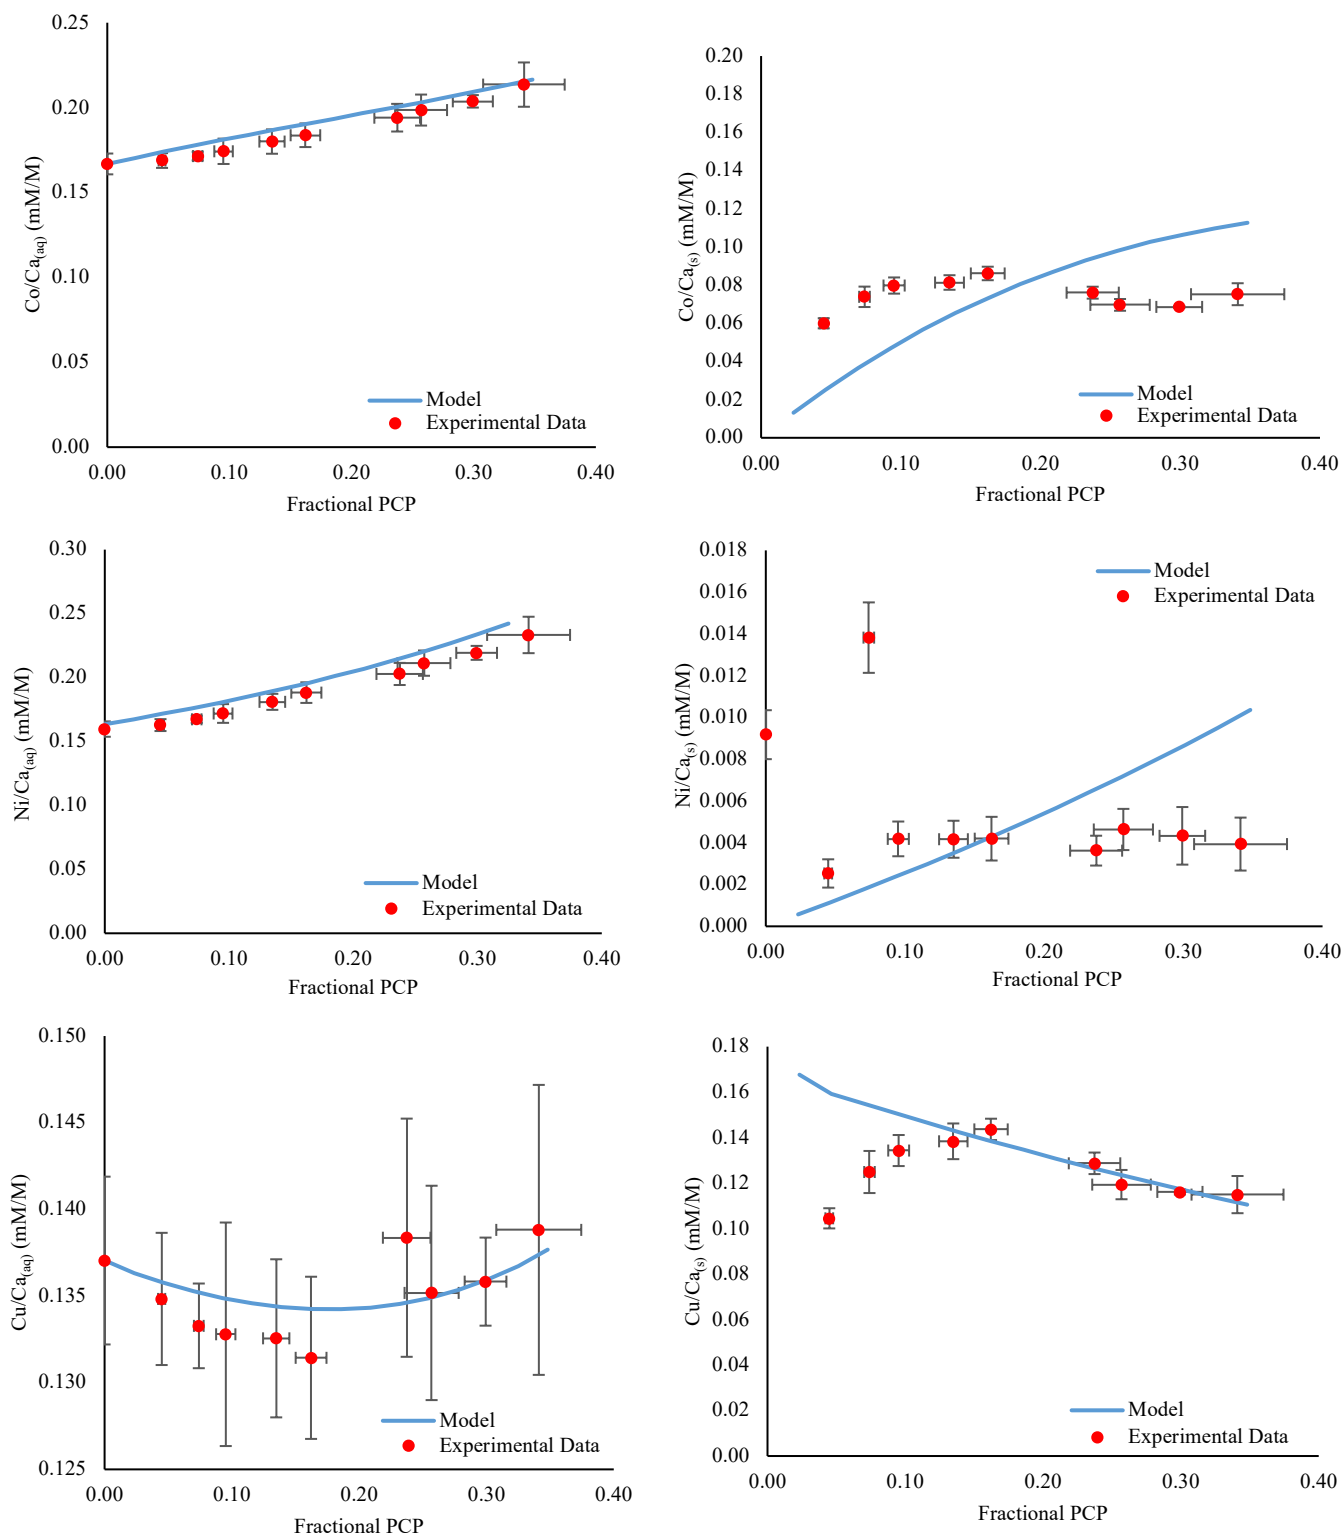 0.25
0.20
0.15
0.10
0.05
0.00
Co/Ca(aq) (mM/M)
Model
Experimental Data
0.00 0.10 0.20 0.30 0.40
Fractional PCP
0.20
0.18
0.16
0.14
0.12
0.10
0.08
0.06
0.04
0.02
0.00
Co/Ca(s) (mM/M)
Model
Experimental Data
0.00 0.10 0.20 0.30 0.40
Fractional PCP
0.30
0.25
0.20
0.15
0.10
0.05
0.00
Ni/Ca(aq) (mM/M)
Model
Experimental Data
0.00 0.10 0.20 0.30 0.40
Fractional PCP
0.018
0.016
0.014
0.012
0.010
0.008
0.006
0.004
0.002
0.000
Ni/Ca(s) (mM/M)
Model
Experimental Data
0.00 0.10 0.20 0.30 0.40
Fractional PCP
0.150
0.145
0.140
0.135
0.130
0.125
Cu/Ca(aq) (mM/M)
Model
Experimental Data
0.00 0.10 0.20 0.30 0.40
Fractional PCP
0.18
0.16
0.14
0.12
0.10
0.08
0.06
0.04
0.02
0.00
Cu/Ca(s) (mM/M)
Model
Experimental Data
0.00 0.10 0.20 0.30 0.40
Fractional PCP